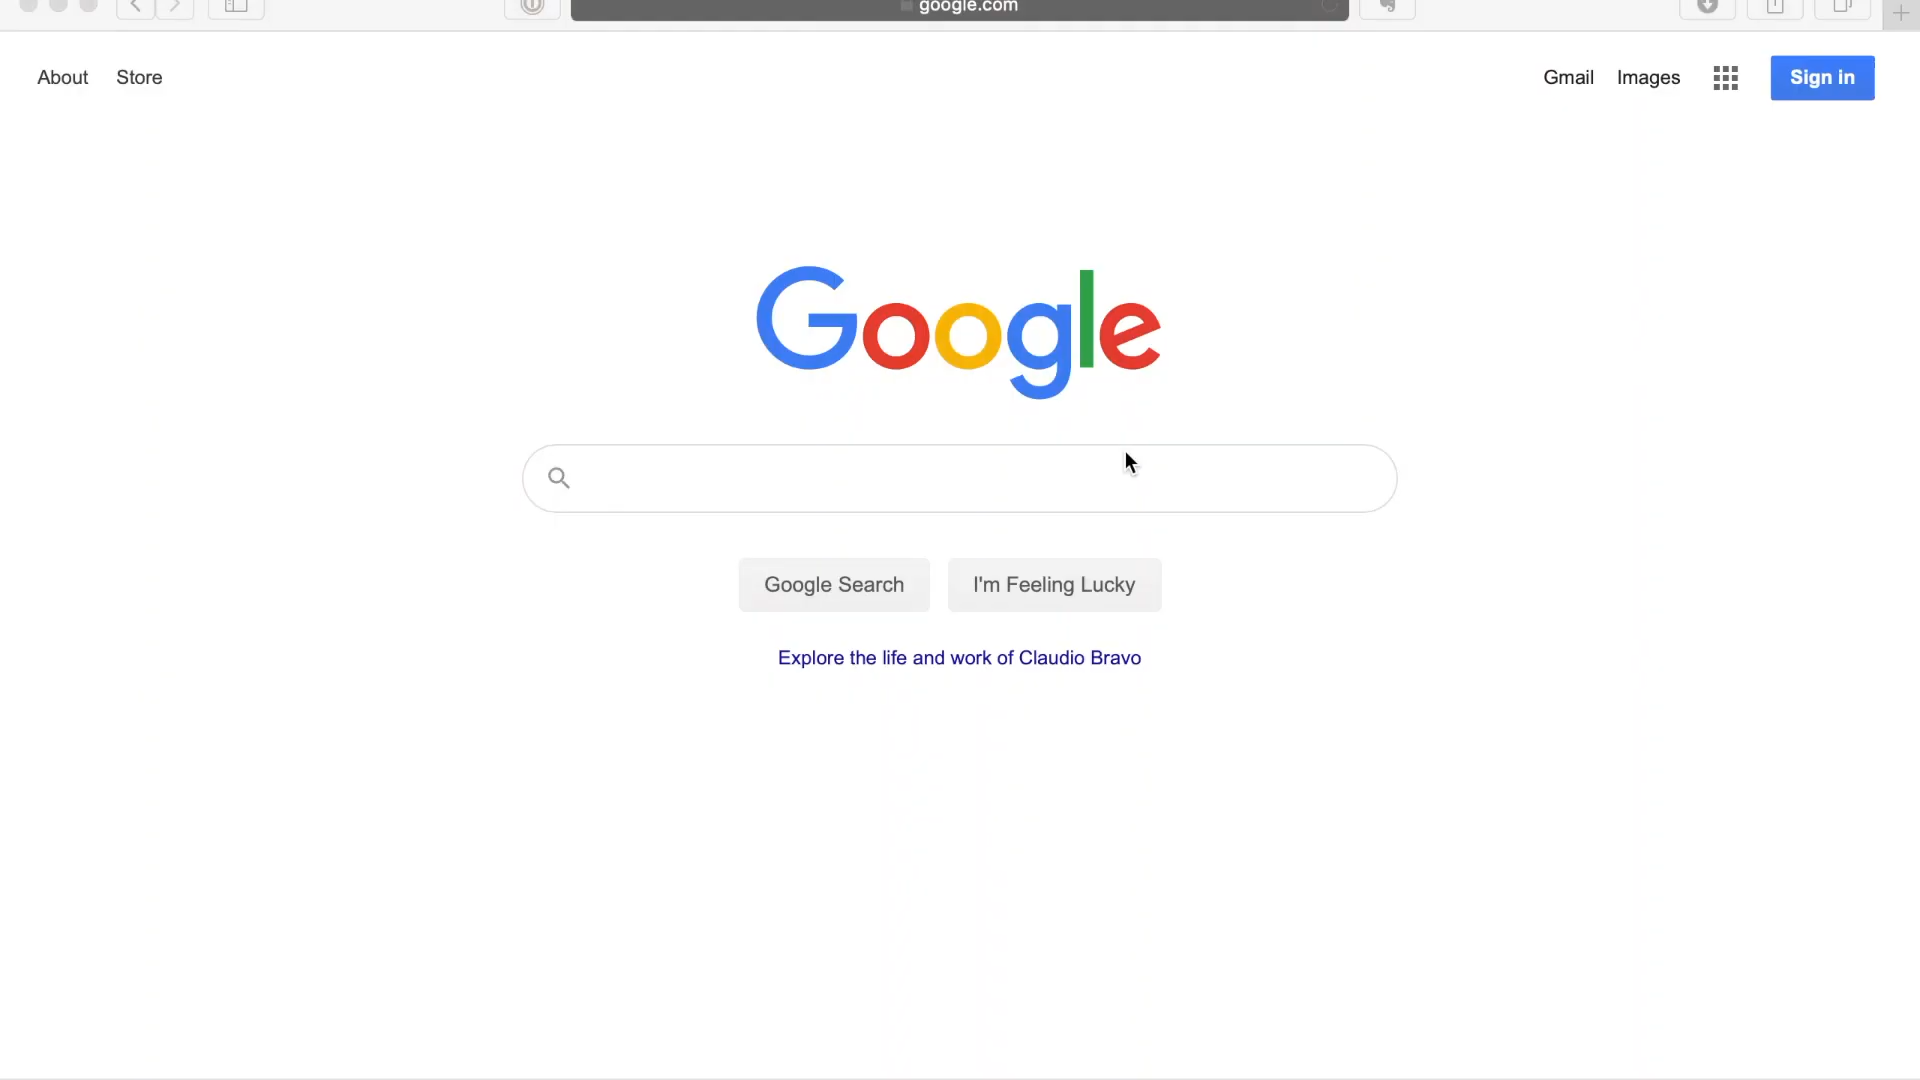 google.com
About Store Gmail Images Sign in
Google
Google Search I'm Feeling Lucky
Explore the life and work of Claudio Bravo